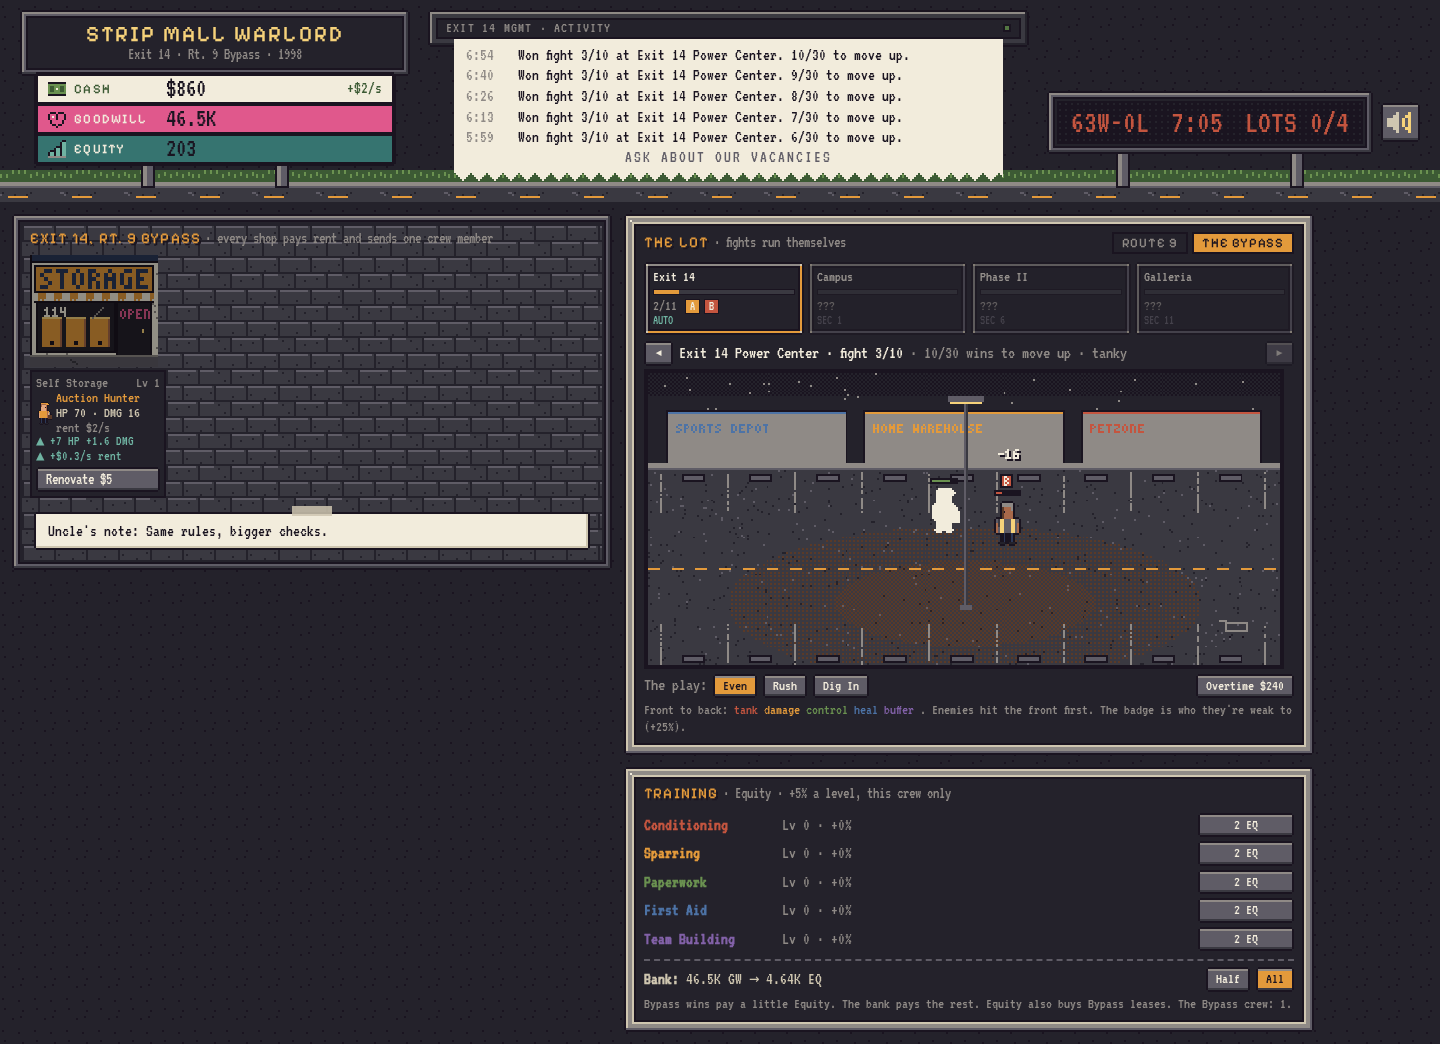 STRIP MALL WARLORD
Exit 14 · Rt. 9 Bypass · 1998
CASH $860 +$2/s
GOODWILL 46.5K
EQUITY 203
EXIT 14 MGMT · ACTIVITY
6:54 Won fight 3/10 at Exit 14 Power Center. 10/30 to move up.
6:40 Won fight 3/10 at Exit 14 Power Center. 9/30 to move up.
6:26 Won fight 3/10 at Exit 14 Power Center. 8/30 to move up.
6:13 Won fight 3/10 at Exit 14 Power Center. 7/30 to move up.
5:59 Won fight 3/10 at Exit 14 Power Center. 6/30 to move up.
ASK ABOUT OUR VACANCIES
63W-0L 7:05 LOTS 0/4
EXIT 14, RT. 9 BYPASS · every shop pays rent and sends one crew member
STORAGE
114 OPEN
Self Storage Lv 1
Auction Hunter
HP 70 · DMG 16
rent $2/s
▲ +7 HP +1.6 DMG
▲ +$0.3/s rent
Renovate $5
Uncle's note: Same rules, bigger checks.
THE LOT · fights run themselves
ROUTE 9 THE BYPASS
Exit 14
2/11 A B
AUTO
Campus
???
SEC 1
Phase II
???
SEC 6
Galleria
???
SEC 11
◄ Exit 14 Power Center · fight 3/10 · 10/30 wins to move up · tanky ►
SPORTS DEPOT HOME WAREHOUSE PETZONE
-16
B
The play: Even Rush Dig In Overtime $240
Front to back: tank damage control heal buffer . Enemies hit the front first. The badge is who they're weak to
(+25%).
TRAINING · Equity · +5% a level, this crew only
Conditioning Lv 0 · +0% 2 EQ
Sparring Lv 0 · +0% 2 EQ
Paperwork Lv 0 · +0% 2 EQ
First Aid Lv 0 · +0% 2 EQ
Team Building Lv 0 · +0% 2 EQ
Bank: 46.5K GW → 4.64K EQ Half All
Bypass wins pay a little Equity. The bank pays the rest. Equity also buys Bypass leases. The Bypass crew: 1.